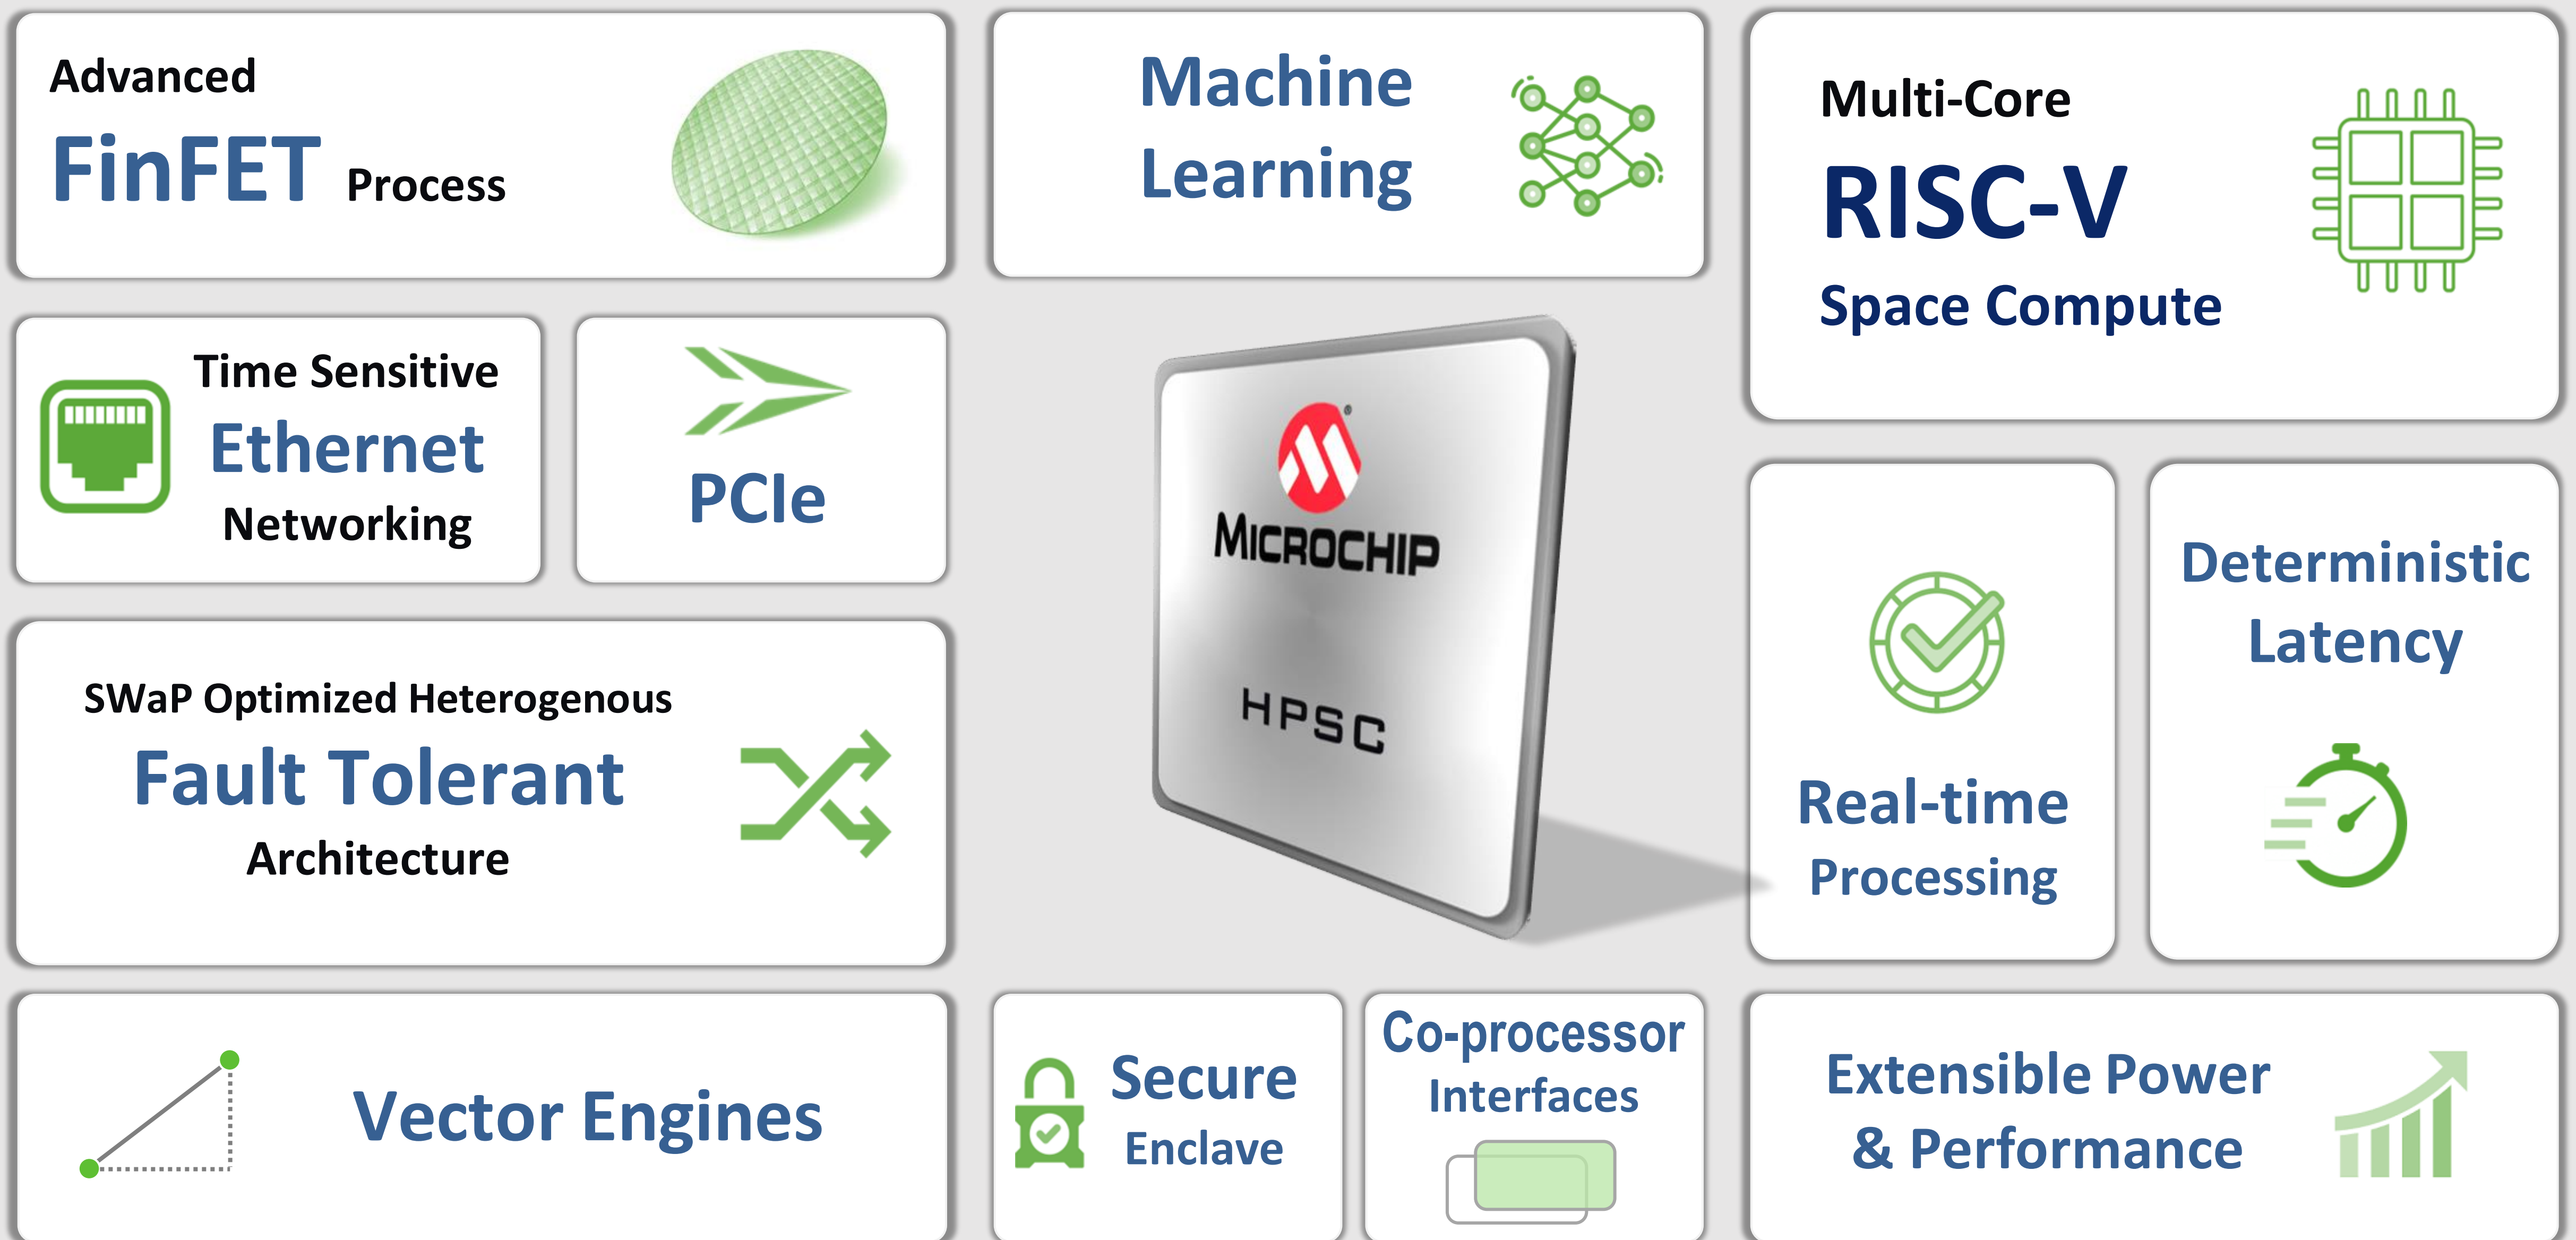 Advanced
FinFET Process
Machine
Learning
Multi-Core
RISC-V
Space Compute
Time Sensitive
Ethernet
Networking
PCIe
MICROCHIP
HPSC
Real-time
Processing
Deterministic
Latency
SWaP Optimized Heterogenous
Fault Tolerant
Architecture
Vector Engines
Secure
Enclave
Co-processor
Interfaces
Extensible Power
& Performance